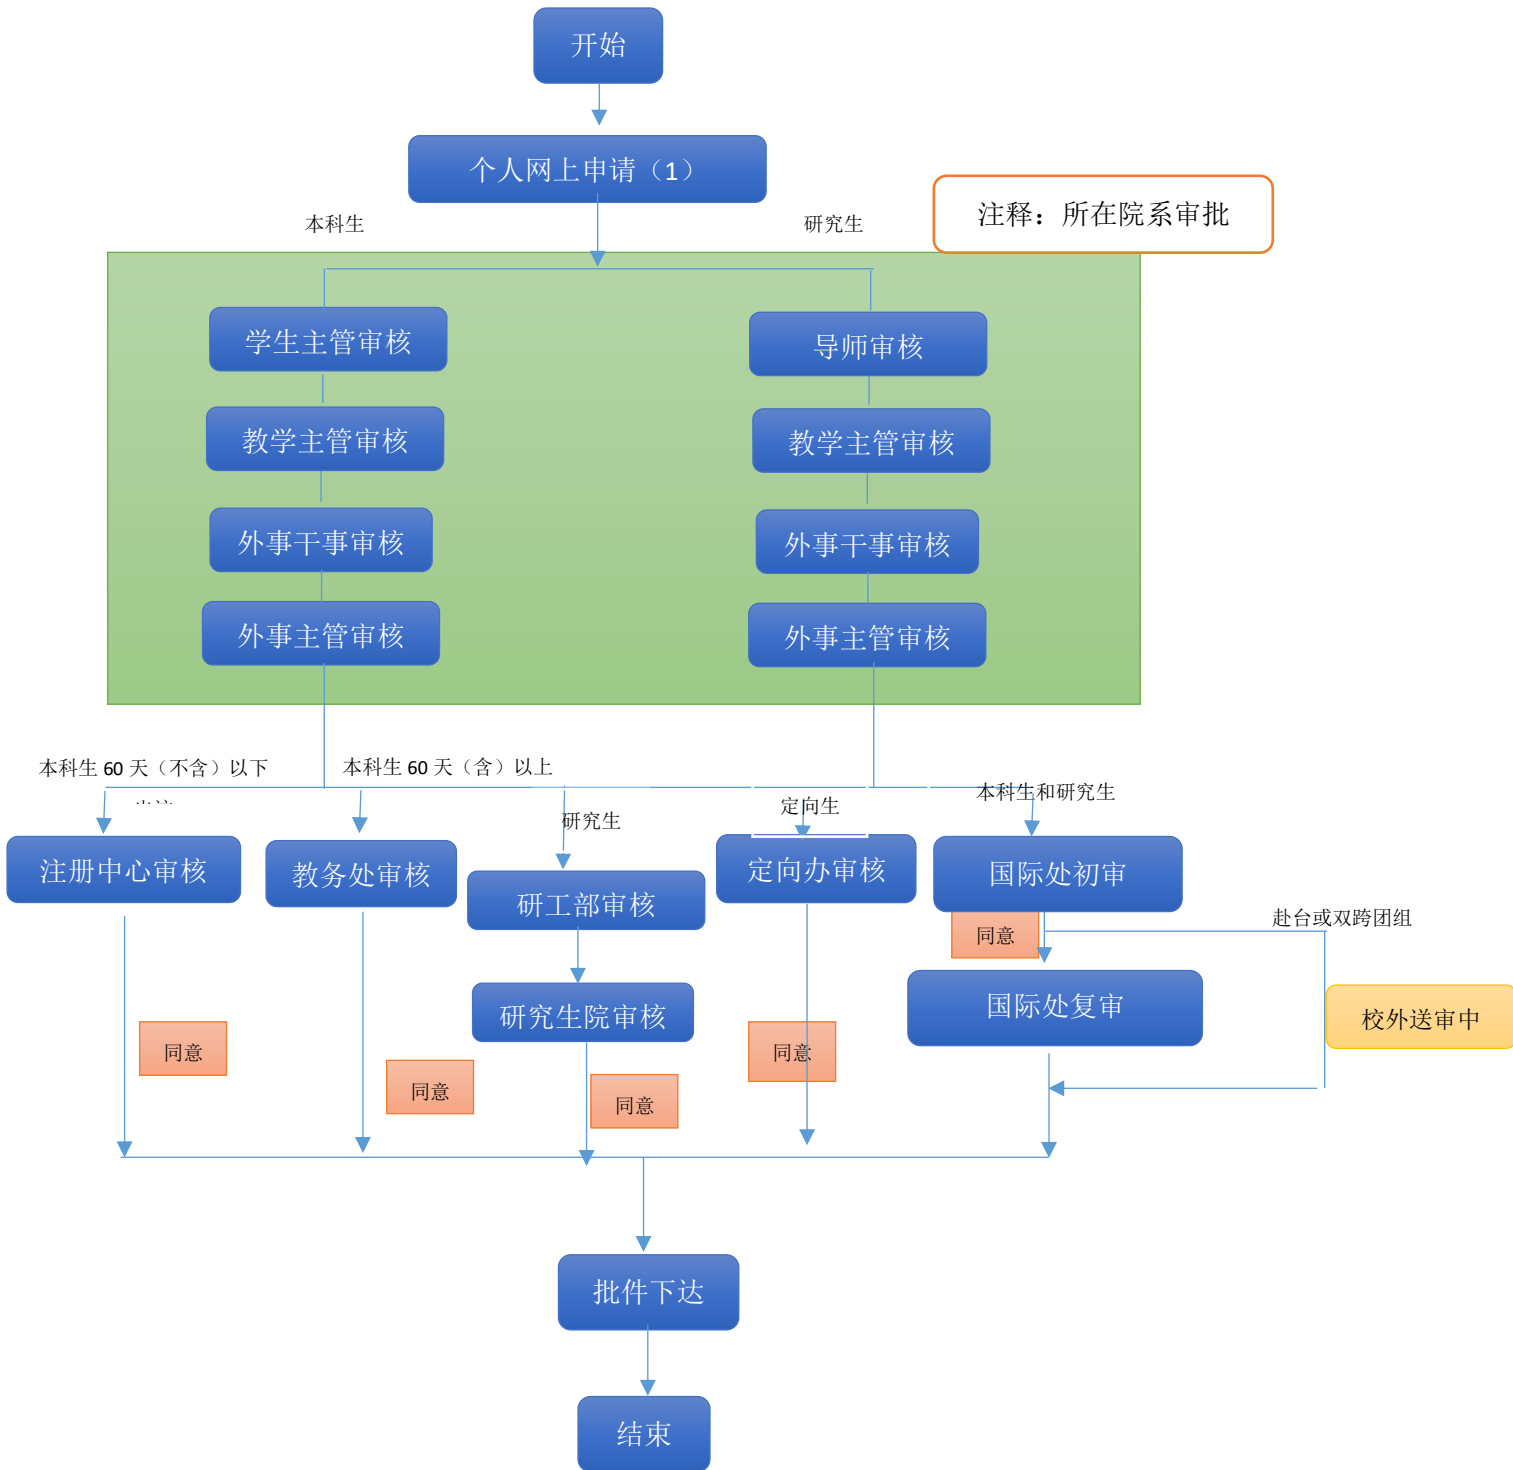 开始
个人网上申请（1）
本科生
研究生
注释：所在院系审批
学生主管审核
导师审核
教学主管审核
教学主管审核
外事干事审核
外事干事审核
外事主管审核
外事主管审核
本科生 60 天（不含）以下
本科生 60 天（含）以上
研究生
定向生
本科生和研究生
注册中心审核
教务处审核
研工部审核
定向办审核
国际处初审
同意
赴台或双跨团组
研究生院审核
国际处复审
校外送审中
同意
同意
同意
同意
批件下达
结束